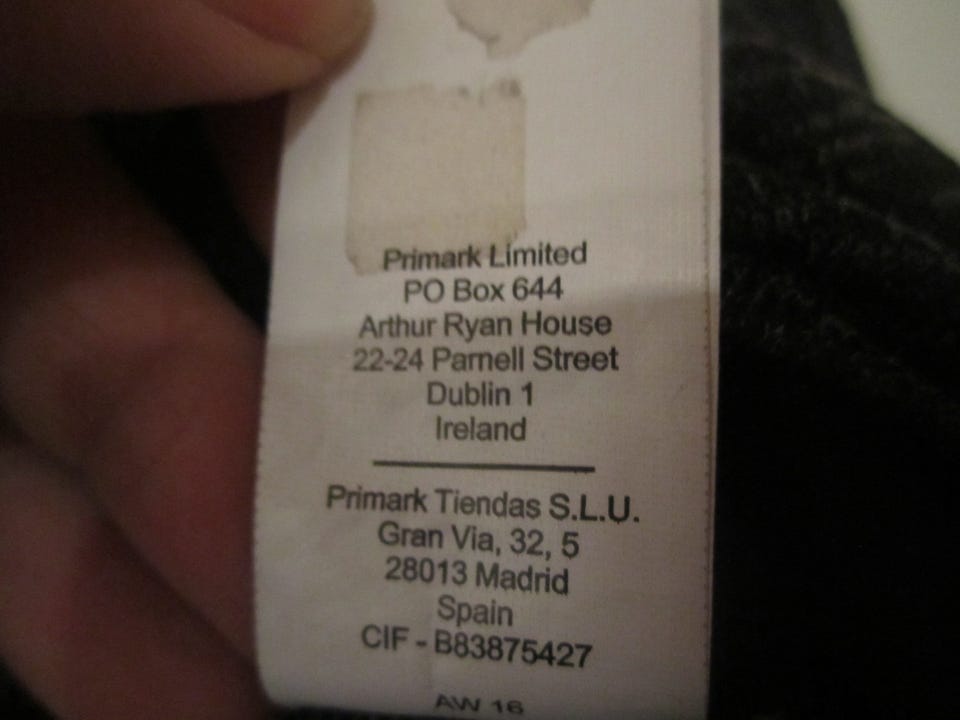 Primark Limited
PO Box 644
Arthur Ryan House
22-24 Parnell Street
Dublin 1
Ireland
Primark Tiendas S.L.U.
Gran Via, 32, 5
28013 Madrid
Spain
CIF - B83875427
AW 16